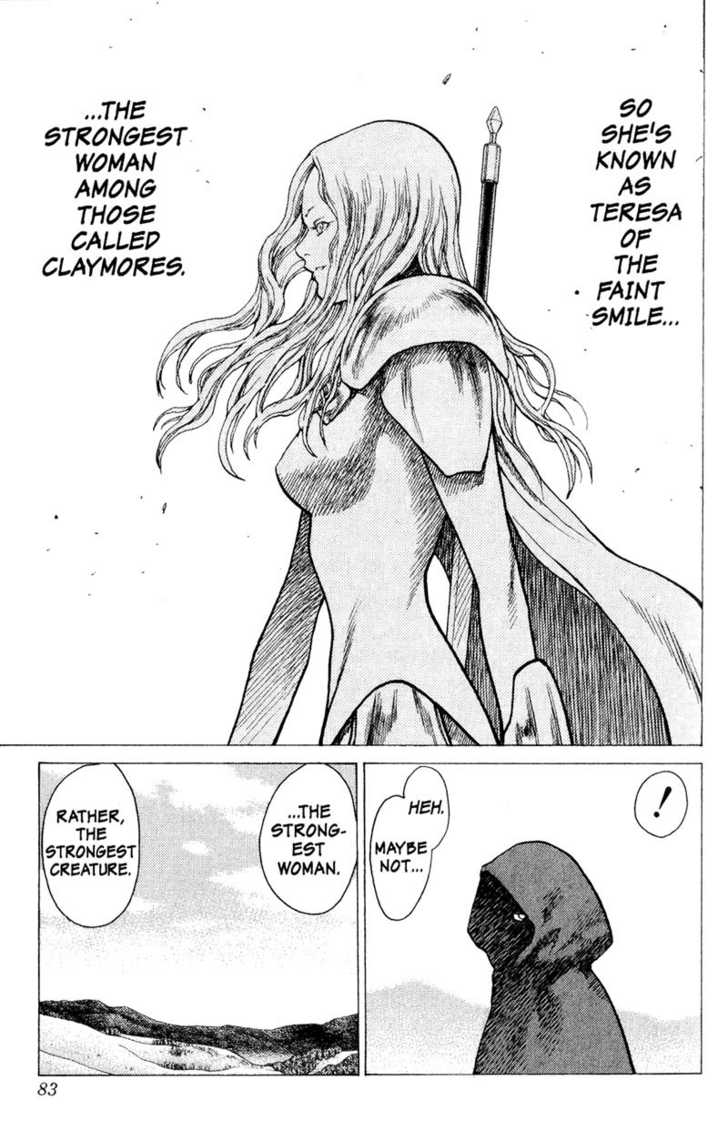 SO
SHE'S
KNOWN
AS
TERESA
OF
THE
FAINT
SMILE...
...THE
STRONGEST
WOMAN
AMONG
THOSE
CALLED
CLAYMORES.
!
HEH.
MAYBE
NOT...
...THE
STRONG-
EST
WOMAN.
RATHER,
THE
STRONGEST
CREATURE.
83